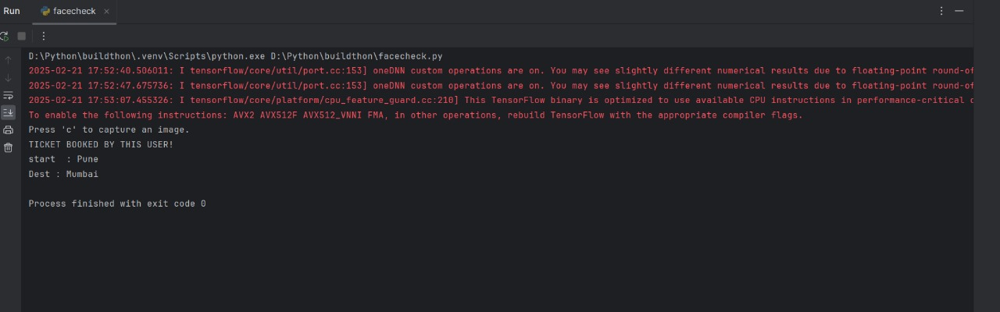 Run facecheck
D:\Python\buildthon\.venv\Scripts\python.exe D:\Python\buildthon\facecheck.py
2025-02-21 17:52:40.506011: I tensorflow/core/util/port.cc:153] oneDNN custom operations are on. You may see slightly different numerical results due to floating-point round-of
2025-02-21 17:52:47.675736: I tensorflow/core/util/port.cc:153] oneDNN custom operations are on. You may see slightly different numerical results due to floating-point round-of
2025-02-21 17:53:07.455326: I tensorflow/core/platform/cpu_feature_guard.cc:210] This TensorFlow binary is optimized to use available CPU instructions in performance-critical
To enable the following instructions: AVX2 AVX512F AVX512_VNNI FMA, in other operations, rebuild TensorFlow with the appropriate compiler flags.
Press 'c' to capture an image.
TICKET BOOKED BY THIS USER!
start  : Pune
Dest : Mumbai
Process finished with exit code 0